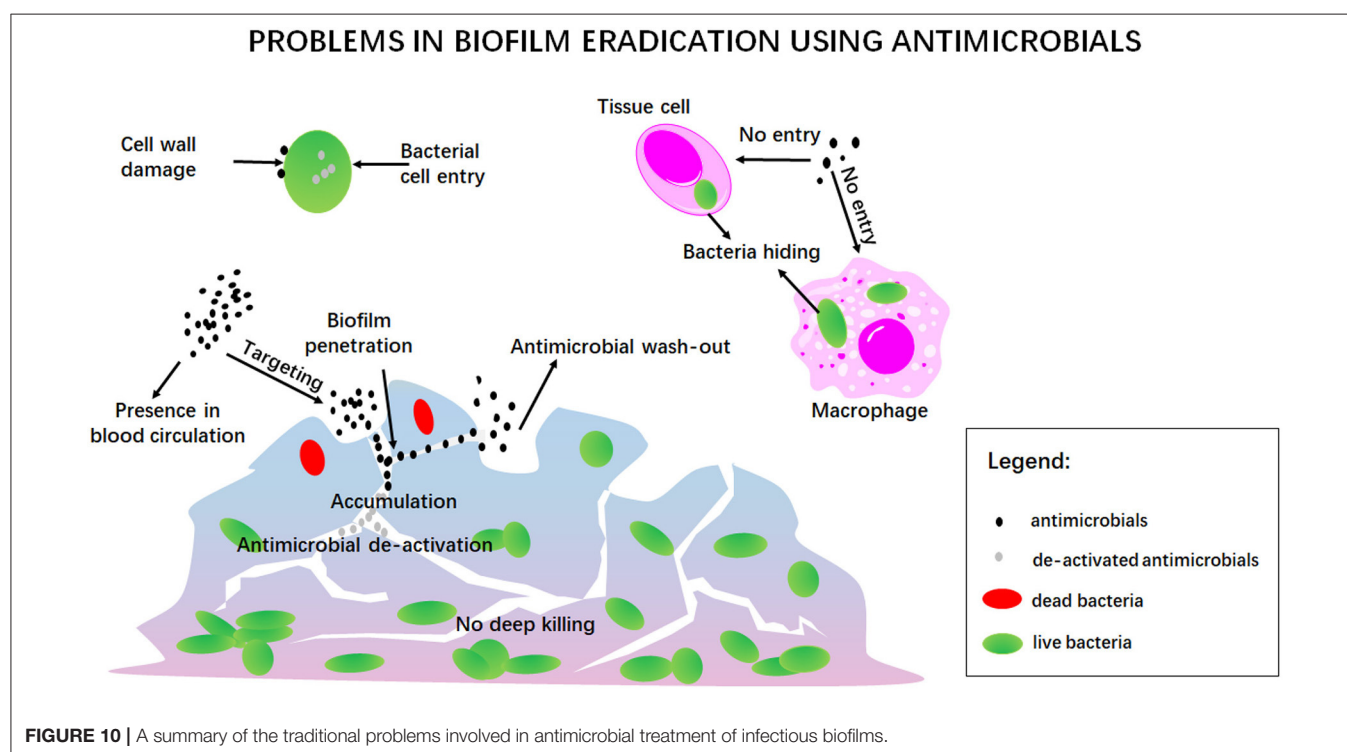 PROBLEMS IN BIOFILM ERADICATION USING ANTIMICROBIALS
Cell wall
damage
Bacterial
cell entry
Tissue cell
No entry
No entry
Bacteria hiding
Macrophage
Targeting
Presence in
blood circulation
Biofilm
penetration
Antimicrobial wash-out
Accumulation
Antimicrobial de-activation
No deep killing
Legend:
antimicrobials
de-activated antimicrobials
dead bacteria
live bacteria
FIGURE 10 | A summary of the traditional problems involved in antimicrobial treatment of infectious biofilms.